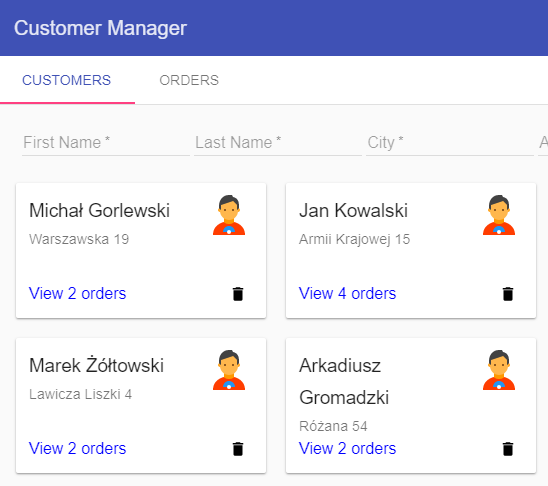 Customer Manager
CUSTOMERS
ORDERS
First Name *
Last Name *
City *
A
Michał Gorlewski
Warszawska 19
View 2 orders
Jan Kowalski
Armii Krajowej 15
View 4 orders
Marek Żółtowski
Lawicza Liszki 4
View 2 orders
Arkadiusz
Gromadzki
Różana 54
View 2 orders